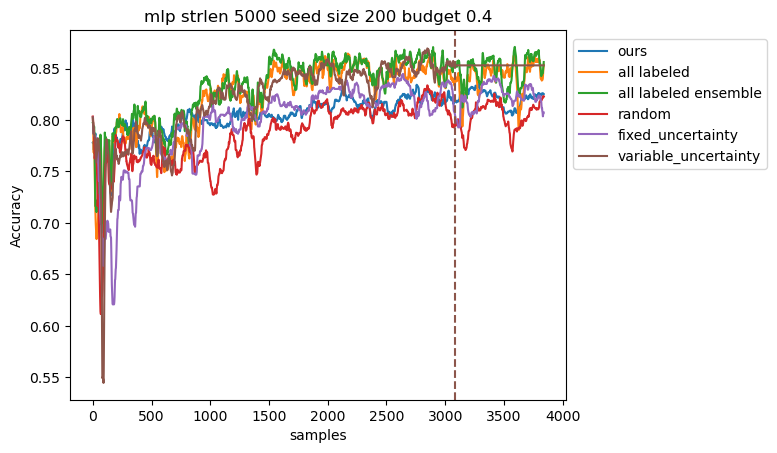 mlp strlen 5000 seed size 200 budget 0.4
Accuracy
0.85
0.80
0.75
0.70
0.65
0.60
0.55
0
500
1000
1500
2000
2500
3000
3500
4000
samples
ours
all labeled
all labeled ensemble
random
fixed_uncertainty
variable_uncertainty